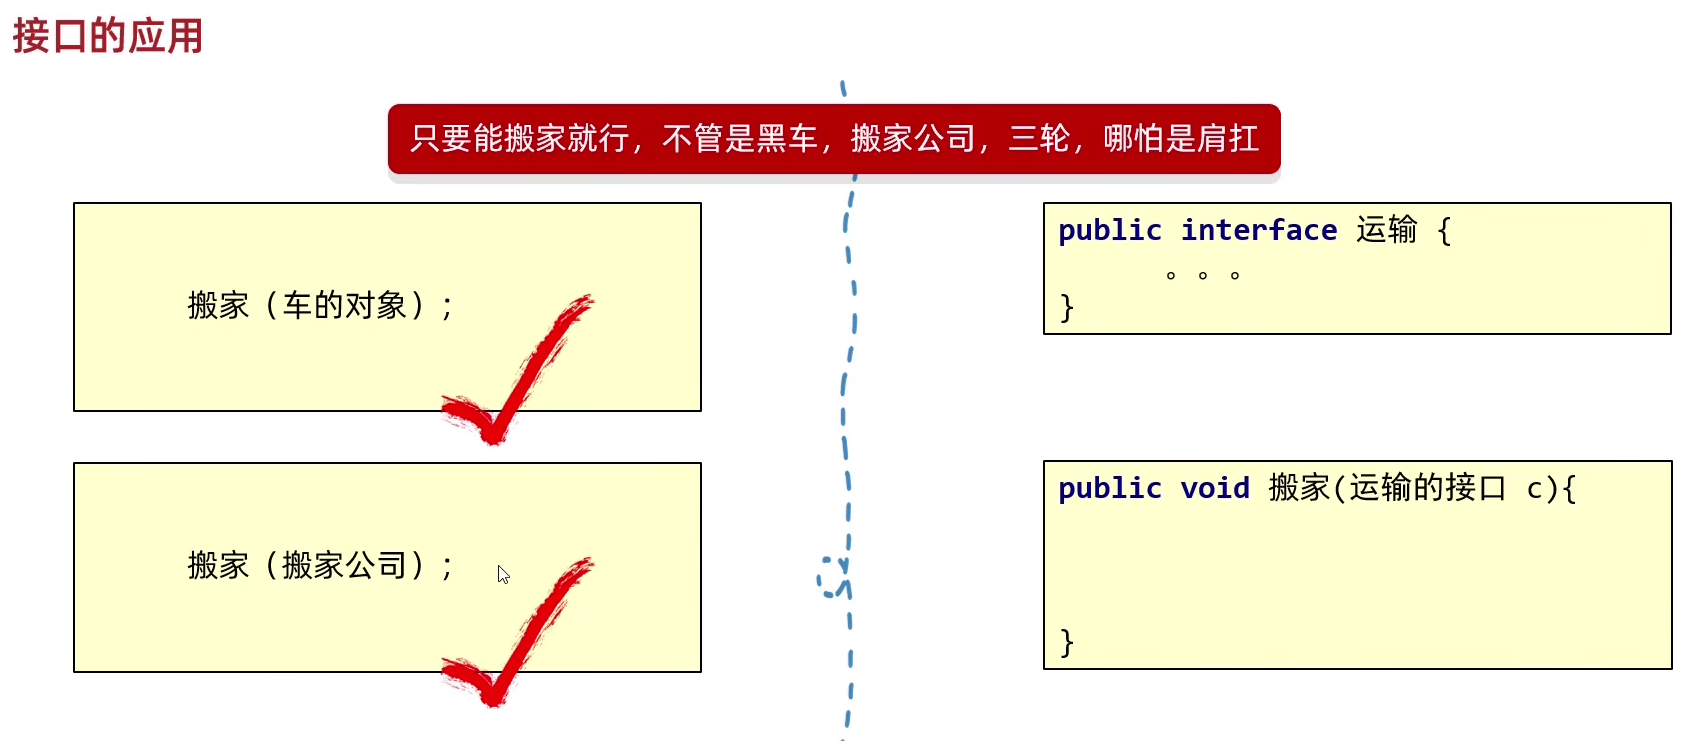 接口的应用
只要能搬家就行，不管是黑车，搬家公司，三轮，哪怕是肩扛
搬家（车的对象）；
public interface 运输 {
。。。
}
搬家（搬家公司）；
public void 搬家(运输的接口 c){
}